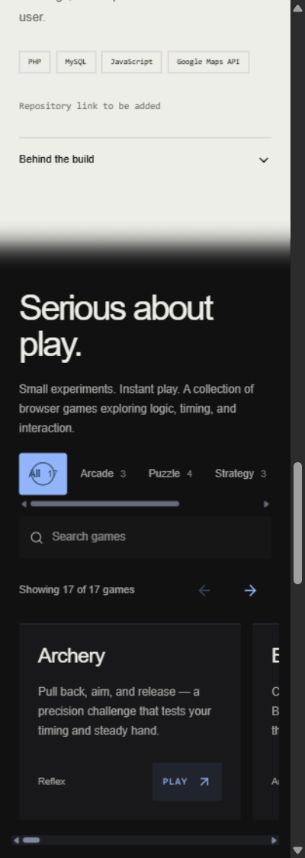 user.
PHP MySQL JavaScript Google Maps API
Repository link to be added
Behind the build
Serious about
play.
Small experiments. Instant play. A collection of
browser games exploring logic, timing, and
interaction.
All 17 Arcade 3 Puzzle 4 Strategy 3
Search games
Showing 17 of 17 games
Archery
Pull back, aim, and release — a
precision challenge that tests your
timing and steady hand.
Reflex PLAY